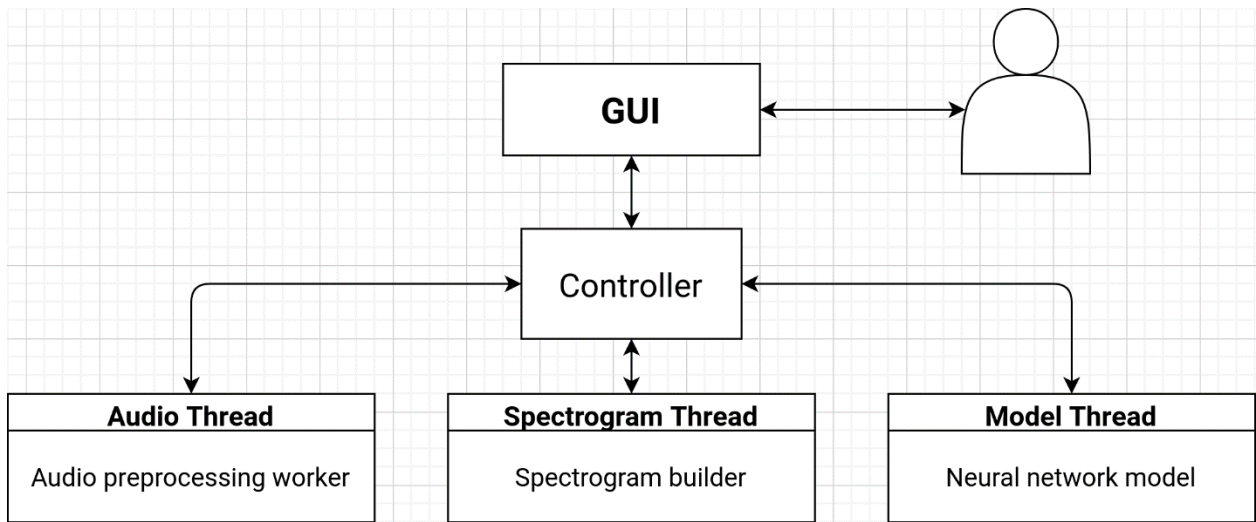 GUI
Controller
Audio Thread
Audio preprocessing worker
Spectrogram Thread
Spectrogram builder
Model Thread
Neural network model